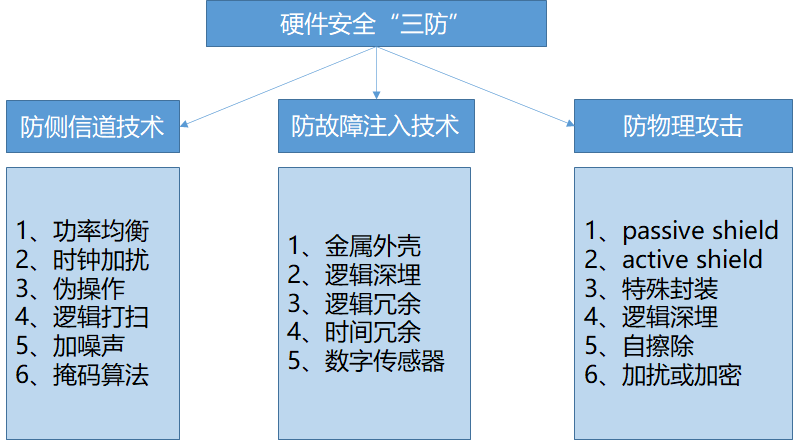 硬件安全“三防”
防侧信道技术
1、功率均衡
2、时钟加扰
3、伪操作
4、逻辑打扫
5、加噪声
6、掩码算法
防故障注入技术
1、金属外壳
2、逻辑深埋
3、逻辑冗余
4、时间冗余
5、数字传感器
防物理攻击
1、passive shield
2、active shield
3、特殊封装
4、逻辑深埋
5、自擦除
6、加扰或加密